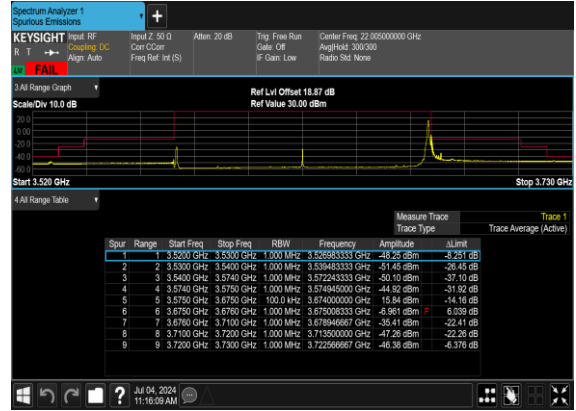 Spectrum Analyzer 1
Spurious Emissions
+
KEYSIGHT Input: RF Input Z: 50 Ω Atten: 20 dB Trig: Free Run Center Freq: 22.005000000 GHz
R T Coupling: DC Corr CCorr Gate: Off Avg|Hold: 300/300
Align: Auto Freq Ref: Int (S) IF Gain: Low Radio Std: None
LW FAIL
3.All Range Graph
Ref Lvl Offset 18.87 dB
Scale/Div 10.0 dB Ref Value 30.00 dBm
20.0
0.00
-20.0
-40.0
-60.0
Start 3.520 GHz Stop 3.730 GHz
4.All Range Table
Measure Trace Trace 1
Trace Type Trace Average (Active)
Spur Range Start Freq Stop Freq RBW Frequency Amplitude ΔLimit
1 1 3.5200 GHz 3.5300 GHz 1.000 MHz 3.526983333 GHz -48.25 dBm -8.251 dB
2 2 3.5300 GHz 3.5400 GHz 1.000 MHz 3.539483333 GHz -51.45 dBm -26.45 dB
3 3 3.5400 GHz 3.5740 GHz 1.000 MHz 3.572243333 GHz -50.10 dBm -37.10 dB
4 4 3.5740 GHz 3.5750 GHz 1.000 MHz 3.574945000 GHz -44.92 dBm -31.92 dB
5 5 3.5750 GHz 3.6750 GHz 100.0 kHz 3.674000000 GHz 15.84 dBm -14.16 dB
6 6 3.6750 GHz 3.6760 GHz 1.000 MHz 3.675008333 GHz -6.961 dBm F 6.039 dB
7 7 3.6760 GHz 3.7100 GHz 1.000 MHz 3.678946667 GHz -35.41 dBm -22.41 dB
8 8 3.7100 GHz 3.7200 GHz 1.000 MHz 3.713500000 GHz -47.26 dBm -22.26 dB
9 9 3.7200 GHz 3.7300 GHz 1.000 MHz 3.722566667 GHz -46.38 dBm -6.376 dB
? Jul 04, 2024
11:16:09 AM